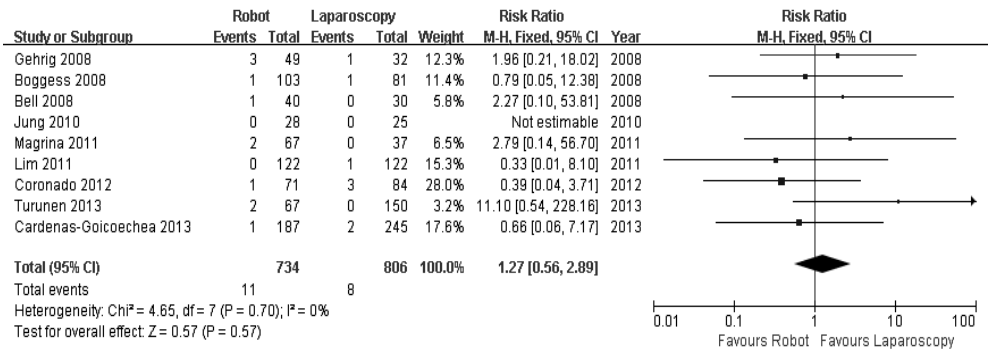 Robot Laparoscopy Risk Ratio Risk Ratio
Study or Subgroup Events Total Events Total Weight M-H, Fixed, 95% CI Year M-H, Fixed, 95% CI
Gehrig 2008 3 49 1 32 12.3% 1.96 [0.21, 18.02] 2008
Boggess 2008 1 103 1 81 11.4% 0.79 [0.05, 12.38] 2008
Bell 2008 1 40 0 30 5.8% 2.27 [0.10, 53.81] 2008
Jung 2010 0 28 0 25 Not estimable 2010
Magrina 2011 2 67 0 37 6.5% 2.79 [0.14, 56.70] 2011
Lim 2011 0 122 1 122 15.3% 0.33 [0.01, 8.10] 2011
Coronado 2012 1 71 3 84 28.0% 0.39 [0.04, 3.71] 2012
Turunen 2013 2 67 0 150 3.2% 11.10 [0.54, 228.16] 2013
Cardenas-Goicoechea 2013 1 187 2 245 17.6% 0.66 [0.06, 7.17] 2013
Total (95% CI) 734 806 100.0% 1.27 [0.56, 2.89]
Total events 11 8
Heterogeneity: Chi² = 4.65, df = 7 (P = 0.70); I² = 0%
Test for overall effect: Z = 0.57 (P = 0.57)
0.01 0.1 1 10 100
Favours Robot Favours Laparoscopy